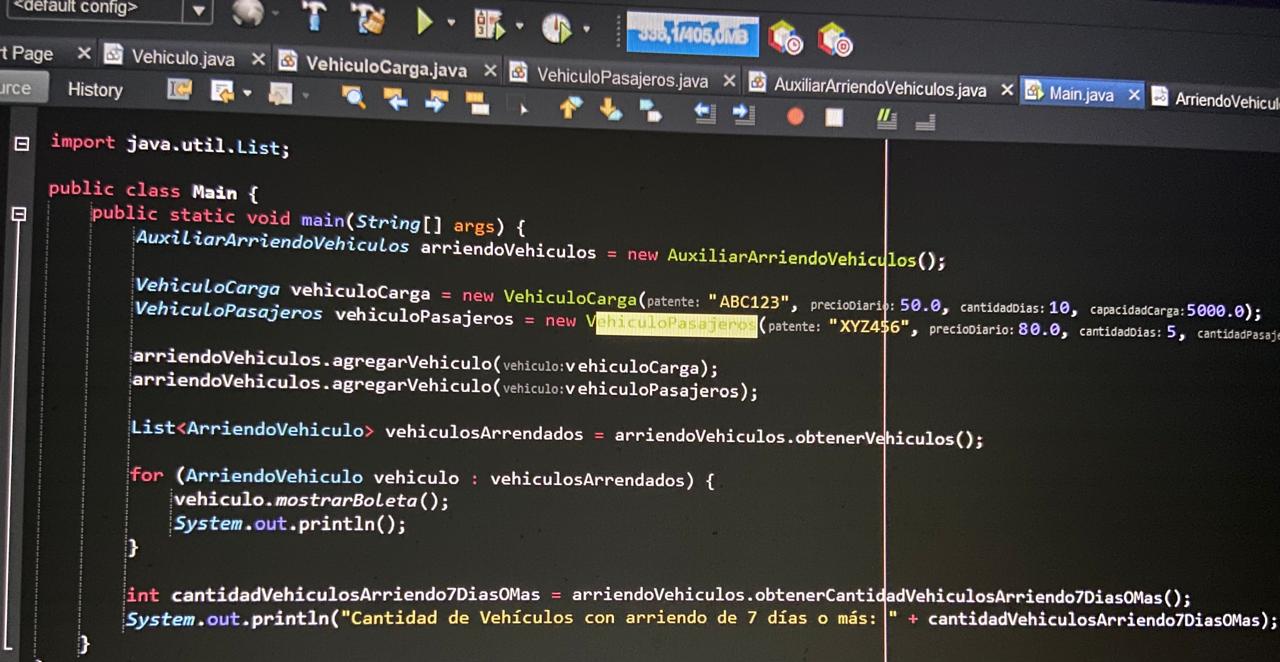 <default config>
338,1/405,0MB
t Page Vehiculo.java VehiculoCarga.java VehiculoPasajeros.java AuxiliarArriendoVehiculos.java Main.java ArriendoVehicul
urce History
import java.util.List;
public class Main {
public static void main(String[] args) {
AuxiliarArriendoVehiculos arriendoVehiculos = new AuxiliarArriendoVehiculos();
VehiculoCarga vehiculoCarga = new VehiculoCarga(patente: "ABC123", precioDiario: 50.0, cantidadDias: 10, capacidadCarga: 5000.0);
VehiculoPasajeros vehiculoPasajeros = new VehiculoPasajeros(patente: "XYZ456", precioDiario: 80.0, cantidadDias: 5, cantidadPasaje
arriendoVehiculos.agregarVehiculo(vehiculo: vehiculoCarga);
arriendoVehiculos.agregarVehiculo(vehiculo: vehiculoPasajeros);
List<ArriendoVehiculo> vehiculosArrendados = arriendoVehiculos.obtenerVehiculos();
for (ArriendoVehiculo vehiculo : vehiculosArrendados) {
vehiculo.mostrarBoleta();
System.out.println();
}
int cantidadVehiculosArriendo7DiasOMas = arriendoVehiculos.obtenerCantidadVehiculosArriendo7DiasOMas();
System.out.println("Cantidad de Vehículos con arriendo de 7 días o más: " + cantidadVehiculosArriendo7DiasOMas);
}